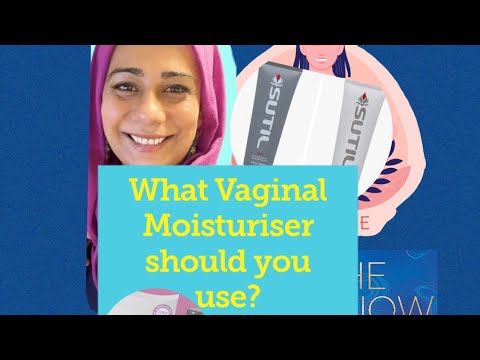 SUTIL
SUTIL
What Vaginal
Moisturiser
should you
use?